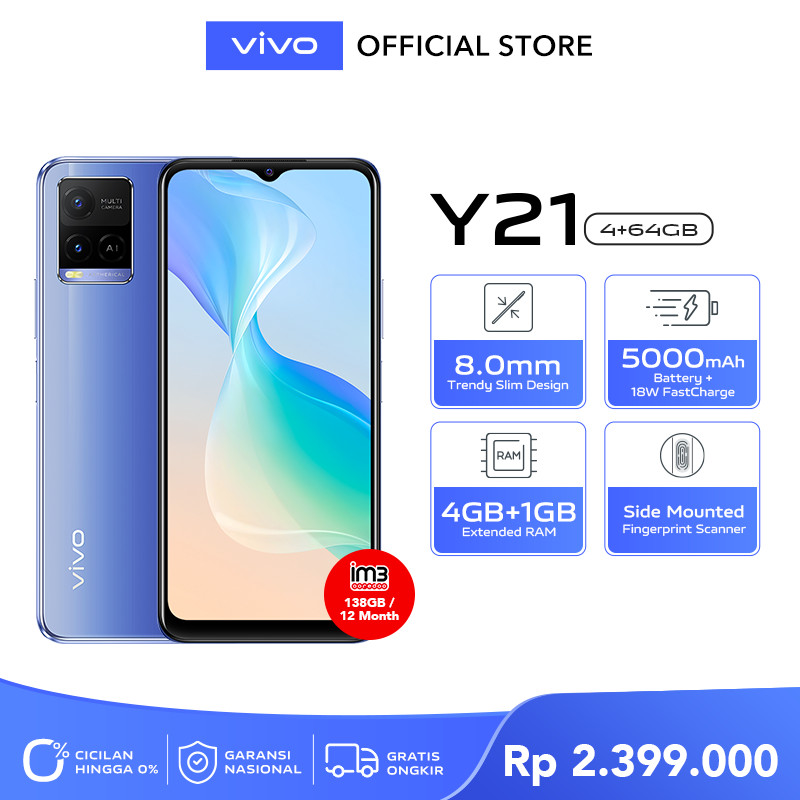 vivo OFFICIAL STORE
MULTI
CAMERA
AI
vivo
Y21 4+64GB
8.0mm
Trendy Slim Design
5000mAh
Battery +
18W FastCharge
RAM
4GB+1GB
Extended RAM
Side Mounted
Fingerprint Scanner
im3
ooredoo
138GB /
12 Month
0% CICILAN
HINGGA 0%
GARANSI
NASIONAL
GRATIS
ONGKIR
Rp 2.399.000